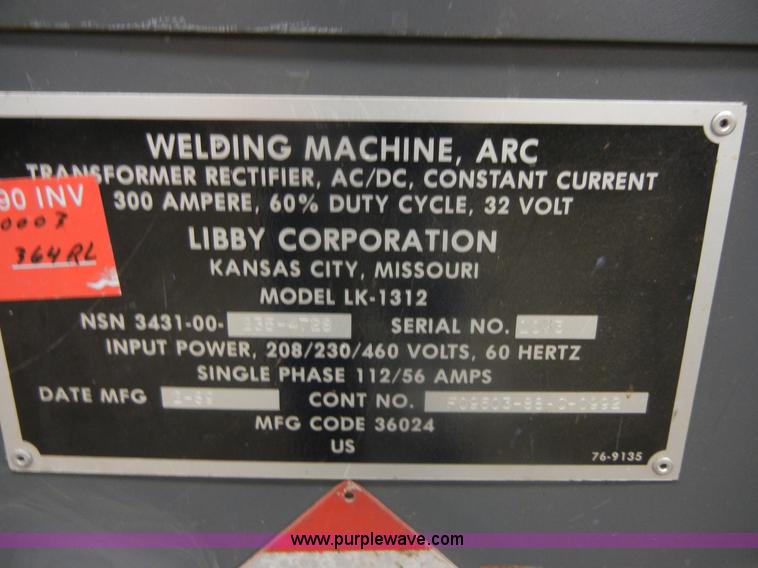 WELDING MACHINE, ARC
TRANSFORMER RECTIFIER, AC/DC, CONSTANT CURRENT
300 AMPERE, 60% DUTY CYCLE, 32 VOLT
LIBBY CORPORATION
KANSAS CITY, MISSOURI
MODEL LK-1312
NSN 3431-00-
SERIAL NO.
INPUT POWER, 208/230/460 VOLTS, 60 HERTZ
SINGLE PHASE 112/56 AMPS
DATE MFG
CONT NO.
MFG CODE 36024
US
76-9135
90 INV
0007
364RL
www.purplewave.com